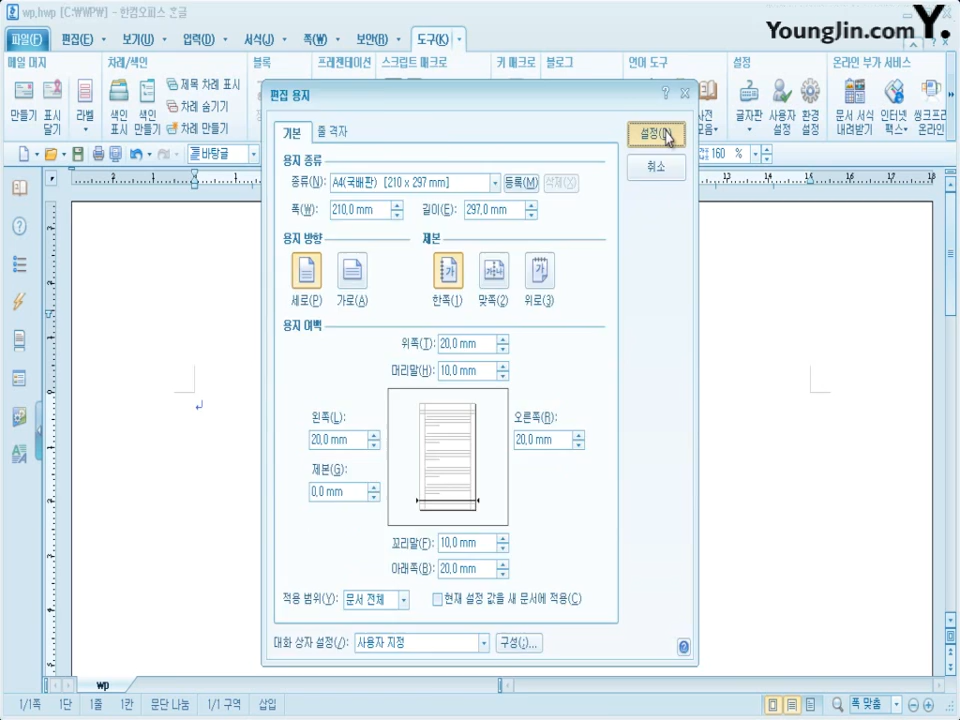 wp.hwp [C:₩WP₩] - 한컴오피스 한글
YoungJin.com Y.
파일(F) 편집(E) 보기(U) 입력(D) 서식(J) 쪽(W) 보안(R) 도구(K)
메일 머지 차례/색인 블록 프레젠테이션 스크립트 매크로 키 매크로 블로그 언어 도구 설정 온라인 부가 서비스
제목 차례 표시
차례 숨기기
차례 만들기
만들기 표시 달기 라벨 색인 표시 색인 만들기 글자판 사용자 설정 환경 설정 문서 서식 내려받기 인터넷 팩스
바탕글 160 %
편집 용지
기본 줄 격자
설정(D)
취소
용지 종류
종류(N): A4(국배판) [210 x 297 mm] 등록(M) 삭제(X)
폭(W): 210.0 mm 길이(E): 297.0 mm
용지 방향 제본
세로(P) 가로(A) 한쪽(1) 맞쪽(2) 위로(3)
용지 여백
위쪽(T): 20.0 mm
머리말(H): 10.0 mm
왼쪽(L): 오른쪽(R):
20.0 mm 20.0 mm
제본(G):
0.0 mm
꼬리말(F): 10.0 mm
아래쪽(B): 20.0 mm
적용 범위(Y): 문서 전체 현재 설정 값을 새 문서에 적용(C)
대화 상자 설정(/): 사용자 지정 구성(;)...
wp
1/1쪽 1단 1줄 1칸 문단 나눔 1/1 구역 삽입 폭 맞춤